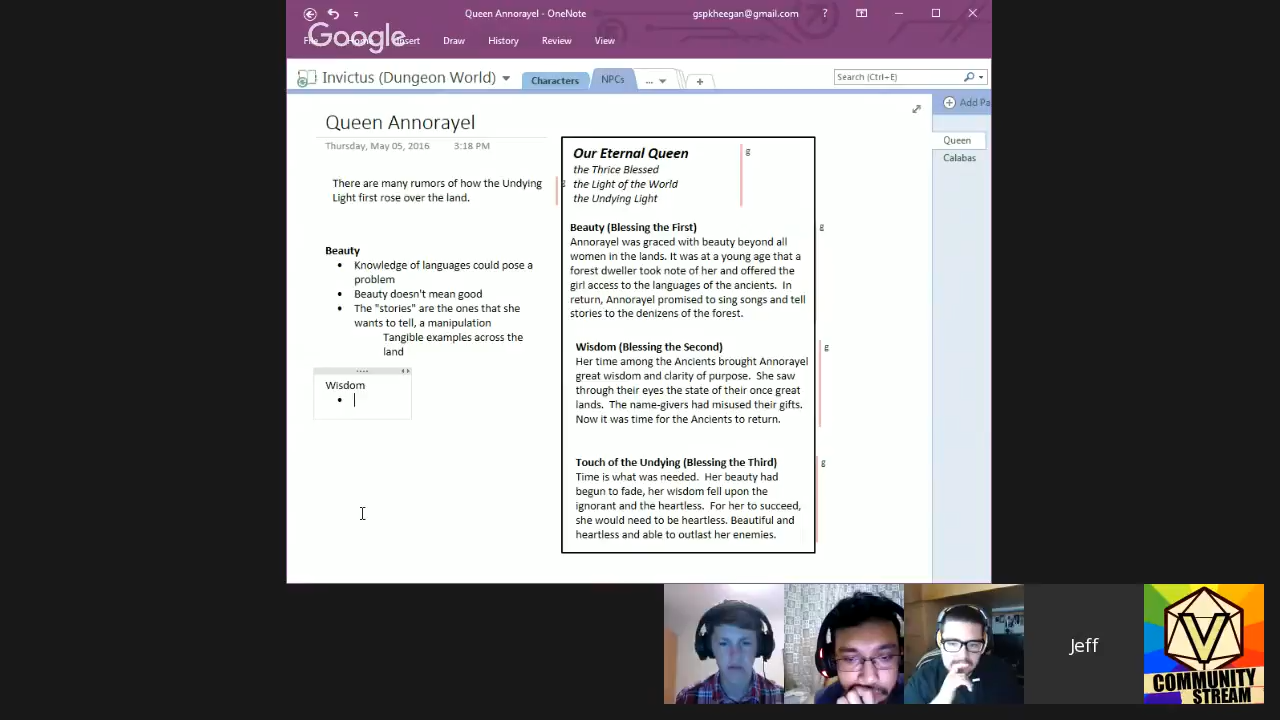 Queen Annorayel - OneNote
gspkheegan@gmail.com
?
Google
File Home Insert Draw History Review View
Invictus (Dungeon World)
Characters
NPCs
...
+
Search (Ctrl+E)
Add Pa
Queen
Calabas
Queen Annorayel
Thursday, May 05, 2016 3:18 PM
There are many rumors of how the Undying
Light first rose over the land.
g
Beauty
• Knowledge of languages could pose a
problem
• Beauty doesn't mean good
• The "stories" are the ones that she
wants to tell, a manipulation
Tangible examples across the
land
Wisdom
•
Our Eternal Queen
the Thrice Blessed
the Light of the World
the Undying Light
g
Beauty (Blessing the First)
Annorayel was graced with beauty beyond all
women in the lands. It was at a young age that a
forest dweller took note of her and offered the
girl access to the languages of the ancients. In
return, Annorayel promised to sing songs and tell
stories to the denizens of the forest.
g
Wisdom (Blessing the Second)
Her time among the Ancients brought Annorayel
great wisdom and clarity of purpose. She saw
through their eyes the state of their once great
lands. The name-givers had misused their gifts.
Now it was time for the Ancients to return.
g
Touch of the Undying (Blessing the Third)
Time is what was needed. Her beauty had
begun to fade, her wisdom fell upon the
ignorant and the heartless. For her to succeed,
she would need to be heartless. Beautiful and
heartless and able to outlast her enemies.
g
Jeff
V
COMMUNITY
STREAM